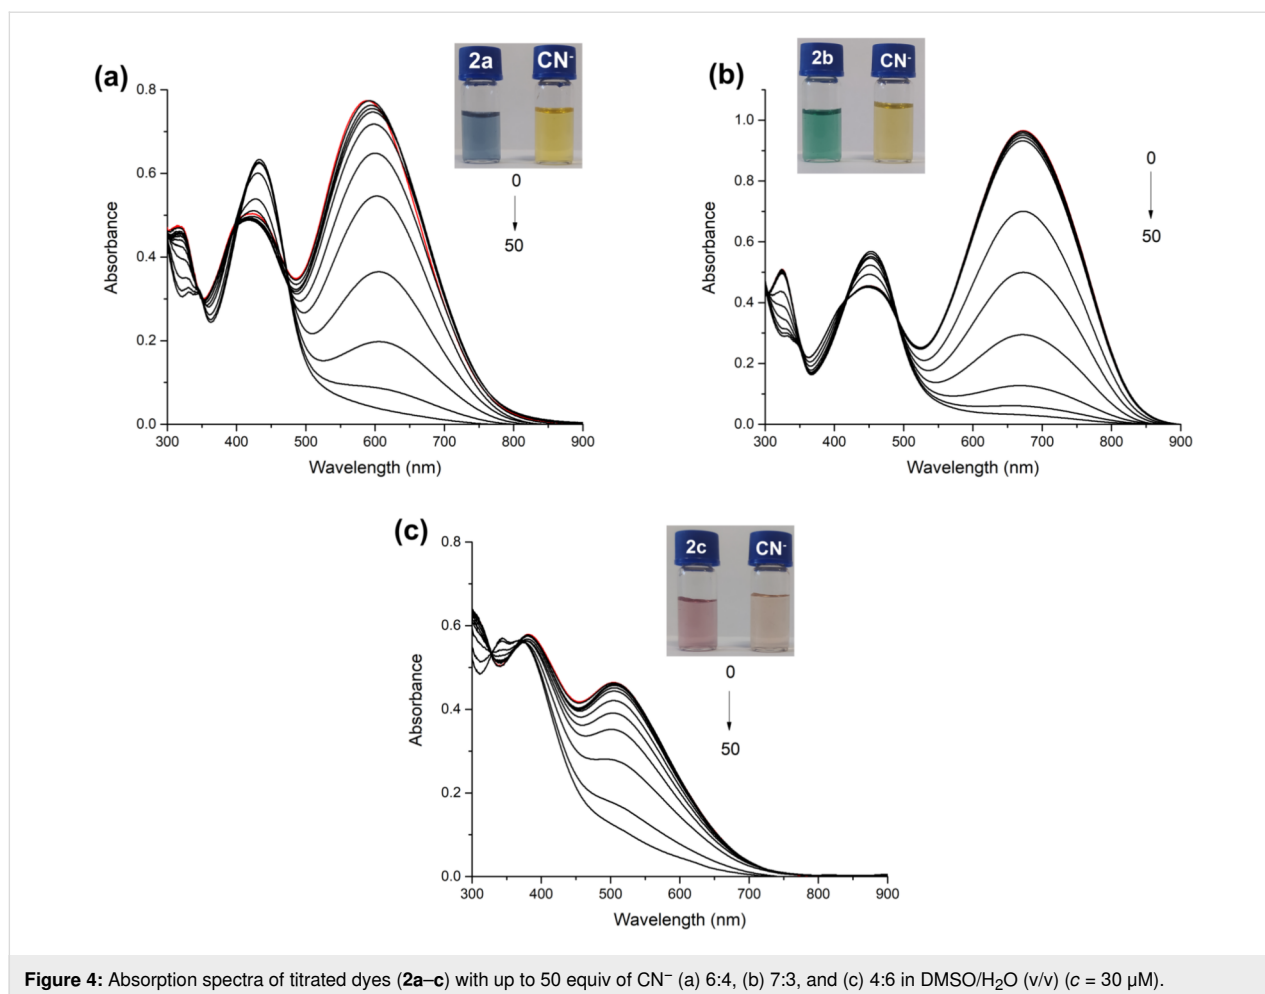 (a)
2a CN⁻
0
50
0.8
0.6
0.4
0.2
0.0
Absorbance
300 400 500 600 700 800 900
Wavelength (nm)
(b)
2b CN⁻
0
50
1.0
0.8
0.6
0.4
0.2
0.0
Absorbance
300 400 500 600 700 800 900
Wavelength (nm)
(c)
2c CN⁻
0
50
0.8
0.6
0.4
0.2
0.0
Absorbance
300 400 500 600 700 800 900
Wavelength (nm)
Figure 4: Absorption spectra of titrated dyes (2a–c) with up to 50 equiv of CN⁻ (a) 6:4, (b) 7:3, and (c) 4:6 in DMSO/H₂O (v/v) (c = 30 μM).